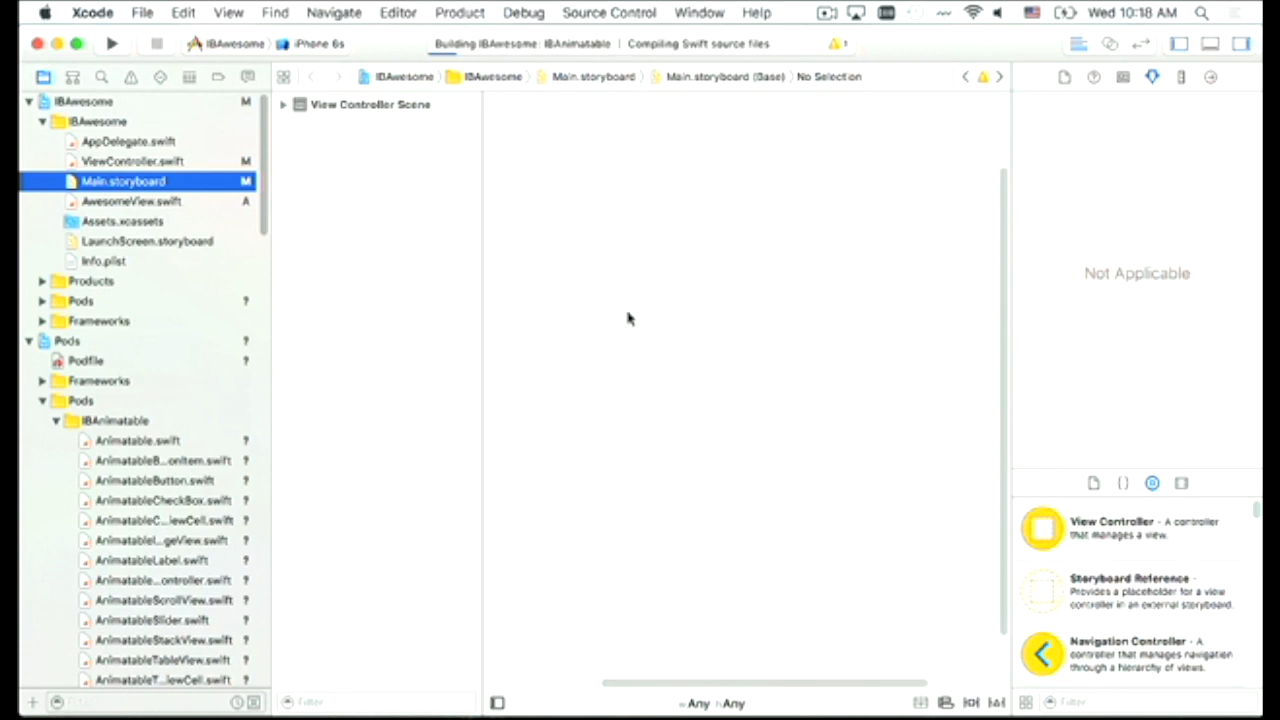 Xcode File Edit View Find Navigate Editor Product Debug Source Control Window Help Wed 10:18 AM
IBAwesome iPhone 6s Building IBAwesome: IBAnimatable | Compiling Swift source files 1
IBAwesome IBAwesome Main.storyboard Main.storyboard (Base) No Selection
IBAwesome M
View Controller Scene
IBAwesome
AppDelegate.swift
ViewController.swift M
Main.storyboard M
AwesomeView.swift A
Assets.xcassets
LaunchScreen.storyboard
Info.plist
Products
Pods ?
Frameworks
Pods ?
Podfile ?
Frameworks
Pods
IBAnimatable
Animatable.swift ?
AnimatableB...onItem.swift ?
AnimatableButton.swift ?
AnimatableCheckBox.swift ?
AnimatableC...iewCell.swift ?
AnimatableI...geView.swift ?
AnimatableLabel.swift ?
Animatable...ontroller.swift ?
AnimatableScrollView.swift ?
AnimatableSlider.swift ?
AnimatableStackView.swift ?
AnimatableTableView.swift ?
AnimatableT...iewCell.swift ?
Not Applicable
View Controller - A controller
that manages a view.
Storyboard Reference -
Provides a placeholder for a view
controller in an external storyboard.
Navigation Controller - A
controller that manages navigation
through a hierarchy of views.
Filter
Filter
wAny hAny
Filter